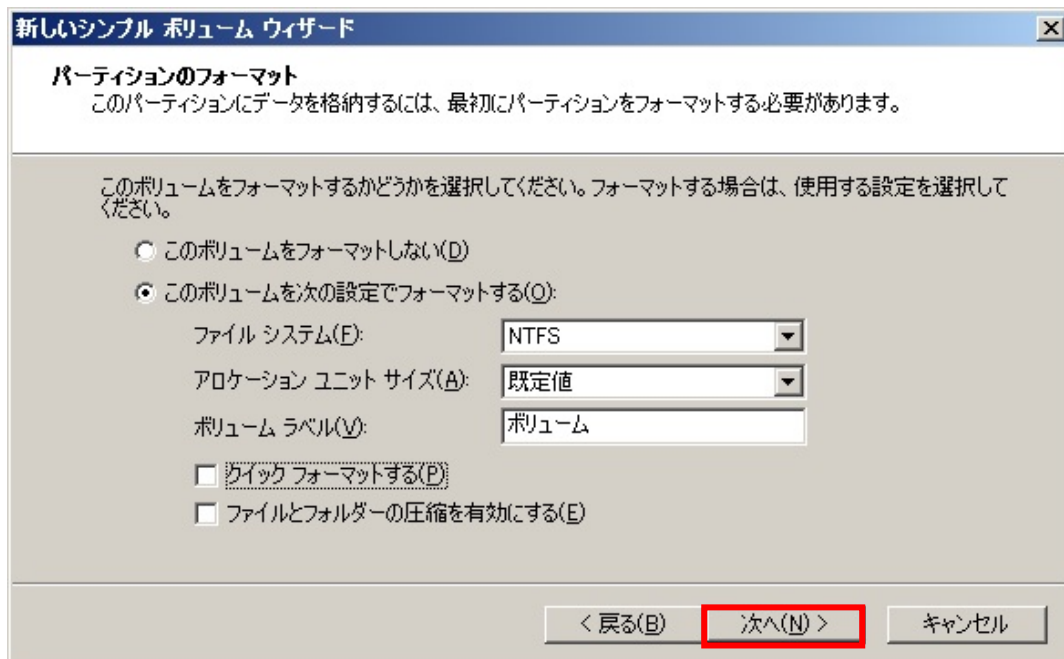 新しいシンプル ボリューム ウィザード
パーティションのフォーマット
このパーティションにデータを格納するには、最初にパーティションをフォーマットする必要があります。
このボリュームをフォーマットするかどうかを選択してください。フォーマットする場合は、使用する設定を選択して
ください。
このボリュームをフォーマットしない(D)
このボリュームを次の設定でフォーマットする(O):
ファイル システム(F): NTFS
アロケーション ユニット サイズ(A): 既定値
ボリューム ラベル(V): ボリューム
クイック フォーマットする(P)
ファイルとフォルダーの圧縮を有効にする(E)
< 戻る(B) 次へ(N) > キャンセル